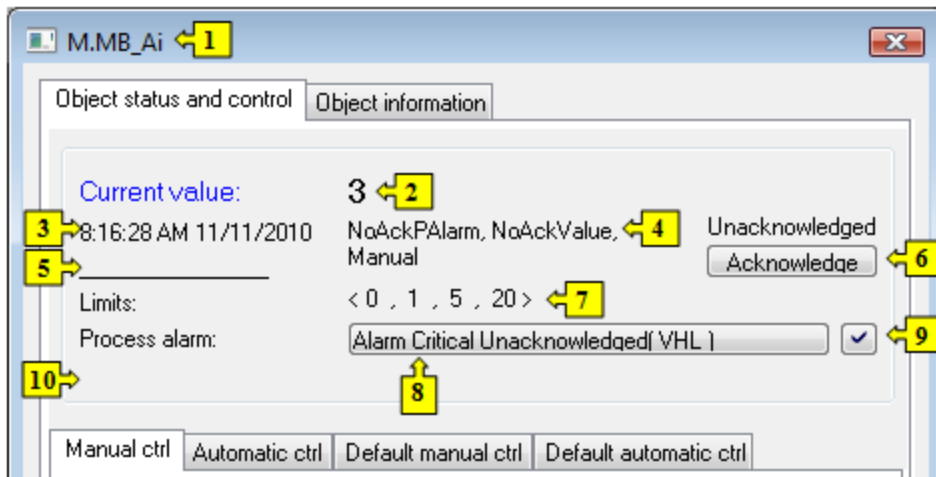 M.MB_Ai 1
Object status and control Object information
Current value: 3 2
3 8:16:28 AM 11/11/2010 NoAckPAlarm, NoAckValue, 4 Unacknowledged
Manual
5 Acknowledge 6
Limits: < 0 , 1 , 5 , 20 > 7
Process alarm: Alarm Critical Unacknowledged( VHL ) 9
10 8
Manual ctrl Automatic ctrl Default manual ctrl Default automatic ctrl